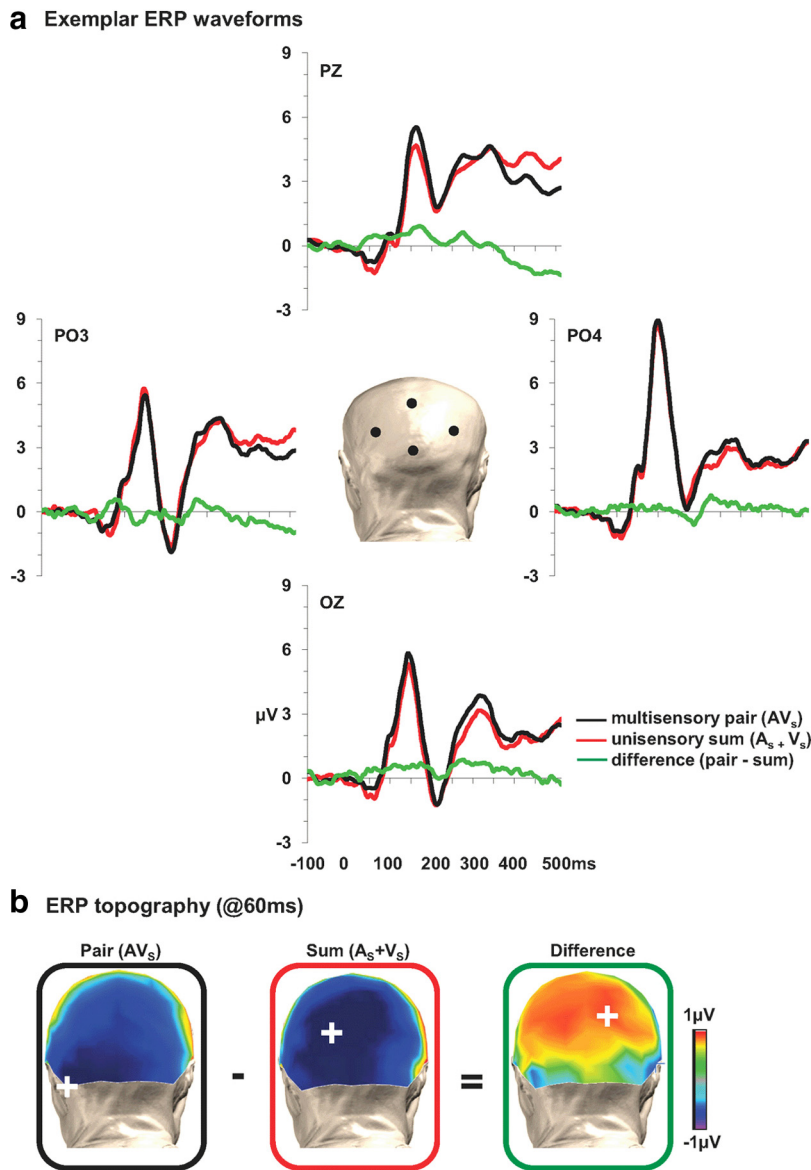 a Exemplar ERP waveforms
9
6
3
0
-3
PZ
9
6
3
0
-3
PO3
9
6
3
0
-3
PO4
9
6
µV 3
0
-3
OZ
-100 0 100 200 300 400 500ms
multisensory pair (AVs)
unisensory sum (As + Vs)
difference (pair - sum)
b ERP topography (@60ms)
Pair (AVs) Sum (As+Vs) Difference
+ - + = +
1µV
-1µV